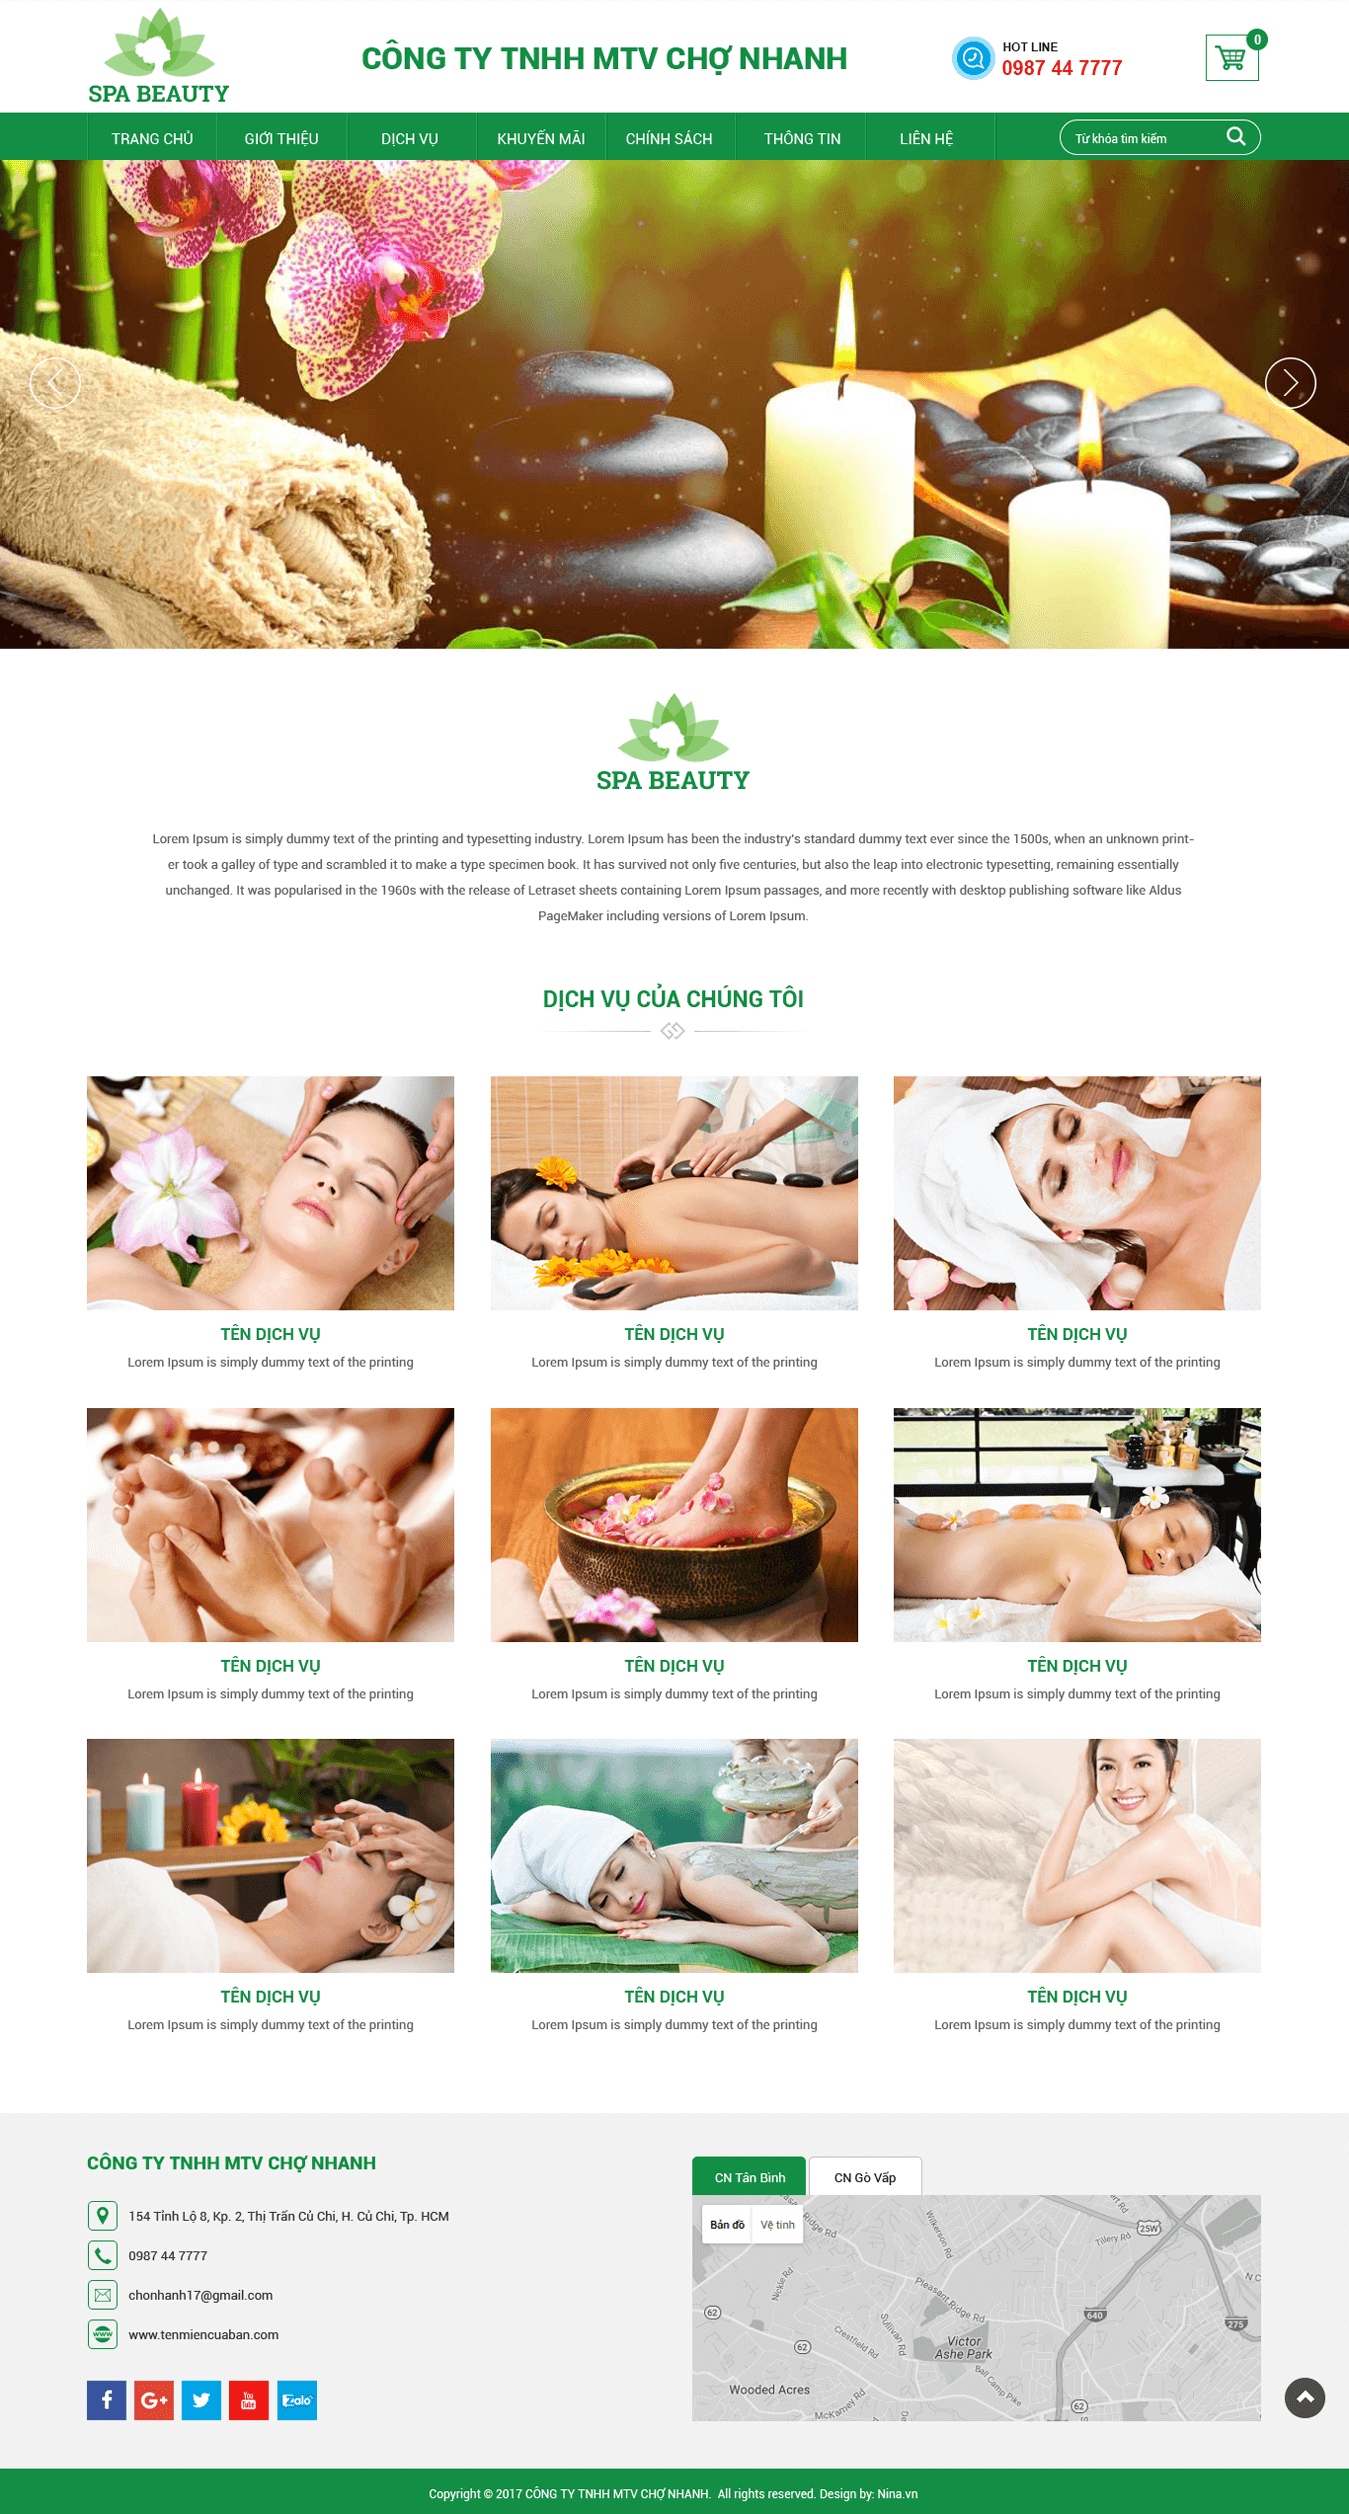 SPA BEAUTY
CÔNG TY TNHH MTV CHỢ NHANH
HOT LINE
0987 44 7777
0
TRANG CHỦ GIỚI THIỆU DỊCH VỤ KHUYẾN MÃI CHÍNH SÁCH THÔNG TIN LIÊN HỆ Từ khóa tìm kiếm
SPA BEAUTY
Lorem Ipsum is simply dummy text of the printing and typesetting industry. Lorem Ipsum has been the industry's standard dummy text ever since the 1500s, when an unknown print-
er took a galley of type and scrambled it to make a type specimen book. It has survived not only five centuries, but also the leap into electronic typesetting, remaining essentially
unchanged. It was popularised in the 1960s with the release of Letraset sheets containing Lorem Ipsum passages, and more recently with desktop publishing software like Aldus
PageMaker including versions of Lorem Ipsum.
DỊCH VỤ CỦA CHÚNG TÔI
TÊN DỊCH VỤ TÊN DỊCH VỤ TÊN DỊCH VỤ
Lorem Ipsum is simply dummy text of the printing Lorem Ipsum is simply dummy text of the printing Lorem Ipsum is simply dummy text of the printing
TÊN DỊCH VỤ TÊN DỊCH VỤ TÊN DỊCH VỤ
Lorem Ipsum is simply dummy text of the printing Lorem Ipsum is simply dummy text of the printing Lorem Ipsum is simply dummy text of the printing
TÊN DỊCH VỤ TÊN DỊCH VỤ TÊN DỊCH VỤ
Lorem Ipsum is simply dummy text of the printing Lorem Ipsum is simply dummy text of the printing Lorem Ipsum is simply dummy text of the printing
CÔNG TY TNHH MTV CHỢ NHANH
154 Tỉnh Lộ 8, Kp. 2, Thị Trấn Củ Chi, H. Củ Chi, Tp. HCM
0987 44 7777
chonhanh17@gmail.com
www
www.tenmiencuaban.com
f G+ You Tube Zalo
CN Tân Bình CN Gò Vấp
Bản đồ Vệ tinh
Ridge Rd
Wilkerson Rd
Tilley Rd
25W
N C
Nickle Rd
Pleasant Ridge Rd
62
640
275
Sullivan Rd
Crestfield Rd
62
Victor
Ashe Park
Ball Camp Pike
Wooded Acres
McKamey Rd
62
Copyright © 2017 CÔNG TY TNHH MTV CHỢ NHANH. All rights reserved. Design by: Nina.vn